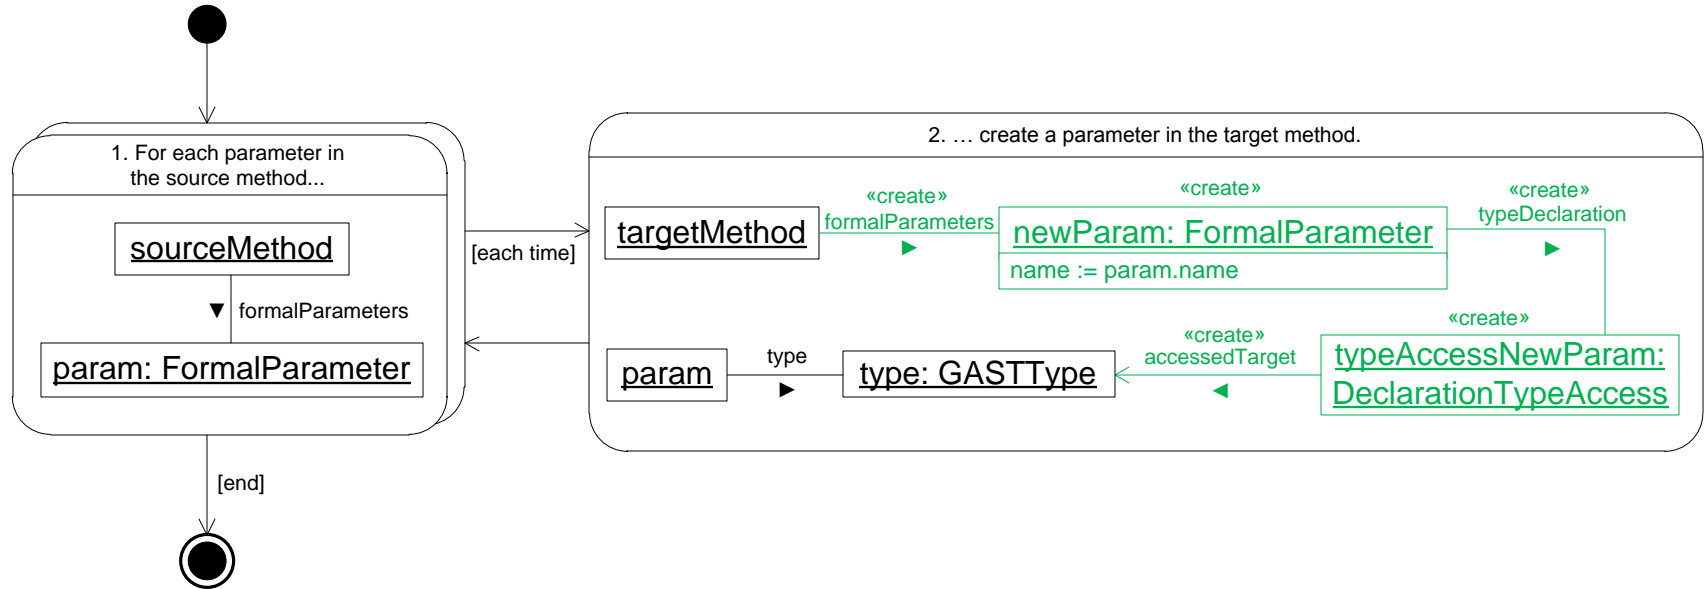 1. For each parameter in
the source method...
sourceMethod
▼ formalParameters
param: FormalParameter
[each time]
[end]
2. … create a parameter in the target method.
targetMethod
«create»
formalParameters
►
«create»
newParam: FormalParameter
name := param.name
«create»
typeDeclaration
►
param
type
►
type: GASTType
«create»
accessedTarget
◄
«create»
typeAccessNewParam:
DeclarationTypeAccess